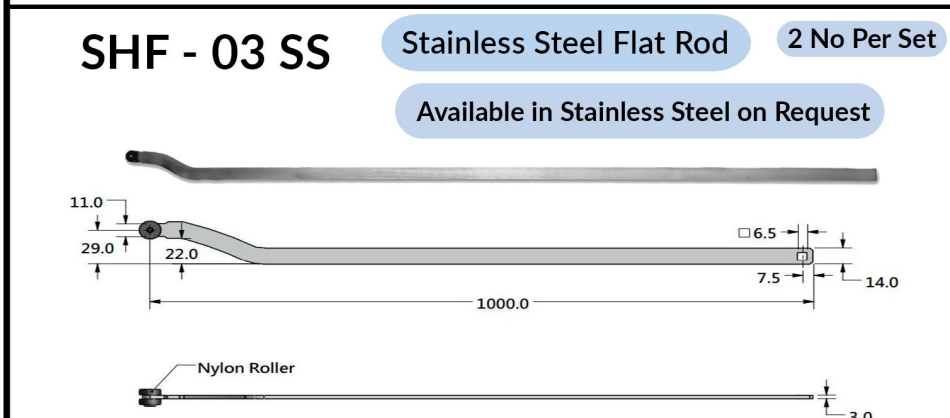 SHF - 03 SS
Stainless Steel Flat Rod
2 No Per Set
Available in Stainless Steel on Request
11.0
29.0
22.0
□ 6.5
7.5
14.0
1000.0
Nylon Roller
3.0